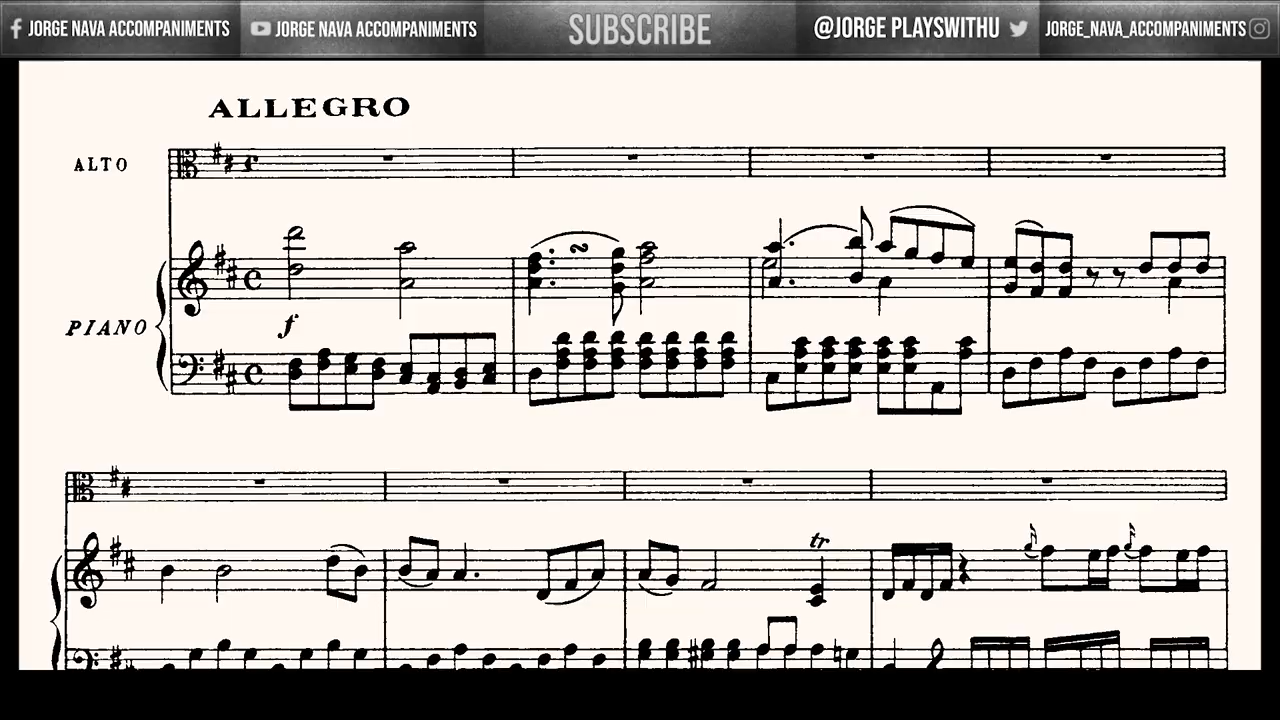 JORGE NAVA ACCOMPANIMENTS JORGE NAVA ACCOMPANIMENTS SUBSCRIBE @JORGE PLAYSWITHU JORGE_NAVA_ACCOMPANIMENTS
ALLEGRO
ALTO
PIANO
f
tr